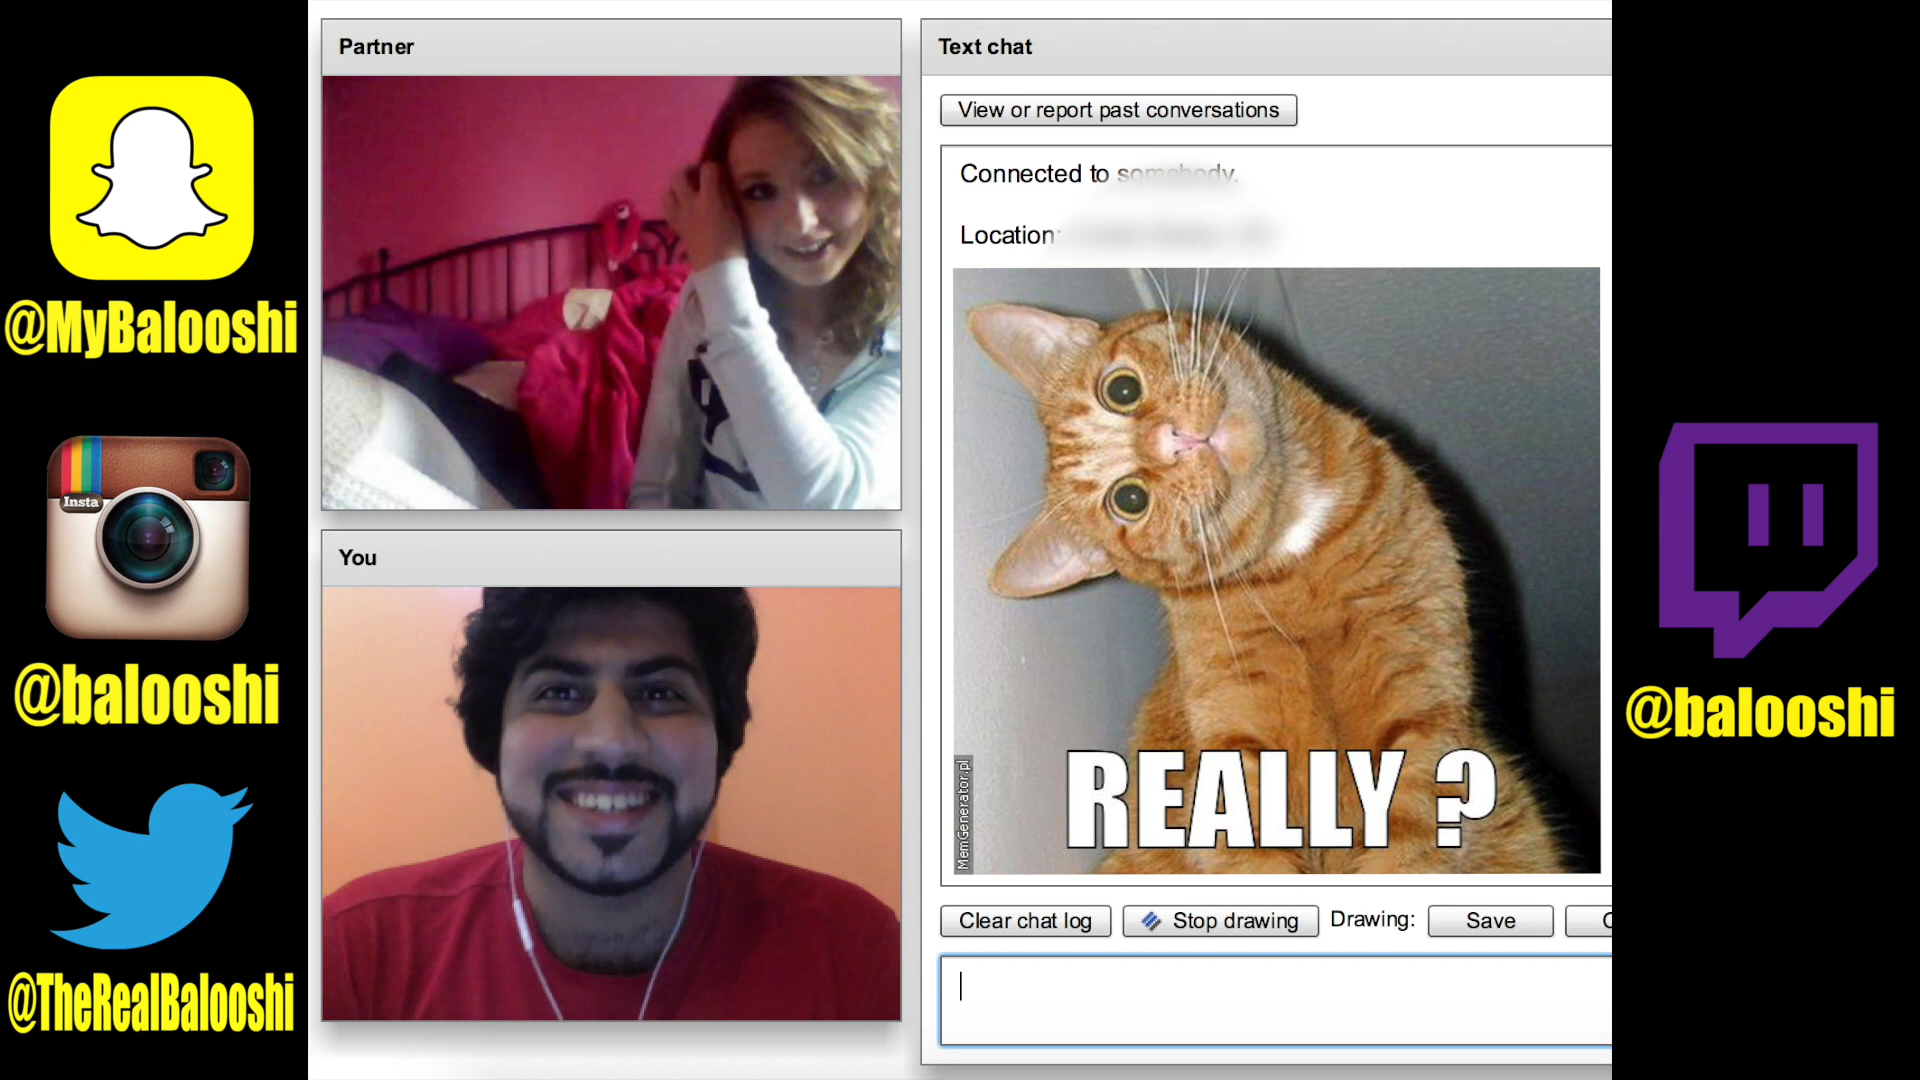 @MyBalooshi
Insta
@balooshi
@TheRealBalooshi
Partner
You
Text chat
View or report past conversations
Connected to somebody.
Location:
REALLY ?
MemGenerator.pl
Clear chat log
Stop drawing
Drawing:
Save
@balooshi